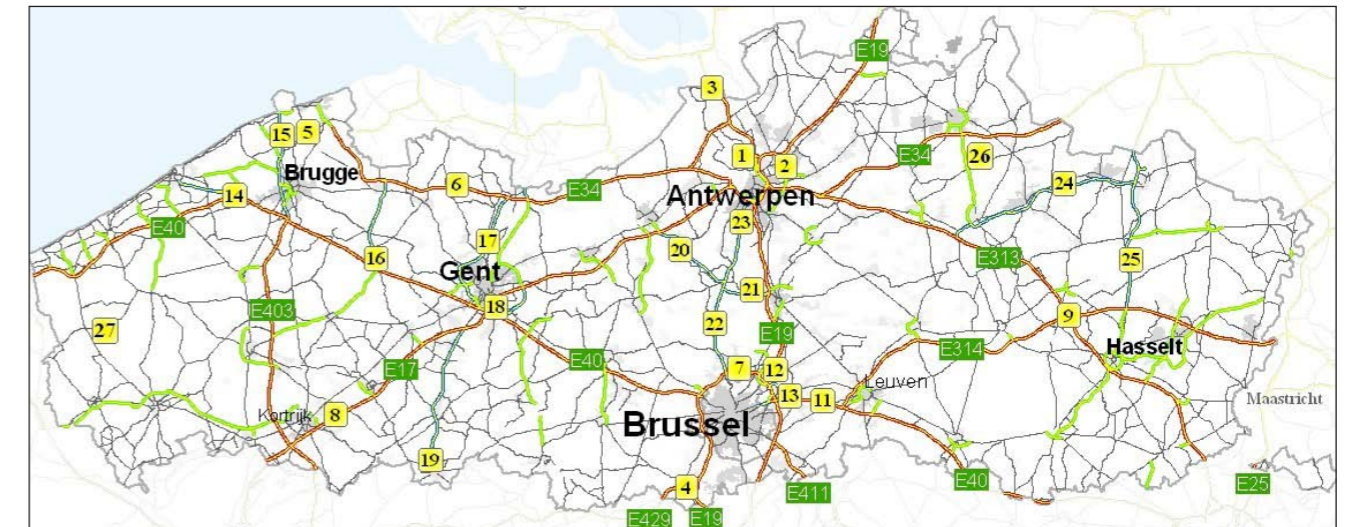 E19
3
15 5
Brugge
1 2
E34 26
6
E34
24
14
Antwerpen
E40
23
17
20
16
Gent
E313 25
21
18
E403
9
22
27
E19
E314
Hasselt
E40
7 12
E17
Leuven
13 11
Maastricht
Kortrijk 8
Brussel
19
E40
4
E411
E25
E429 E19